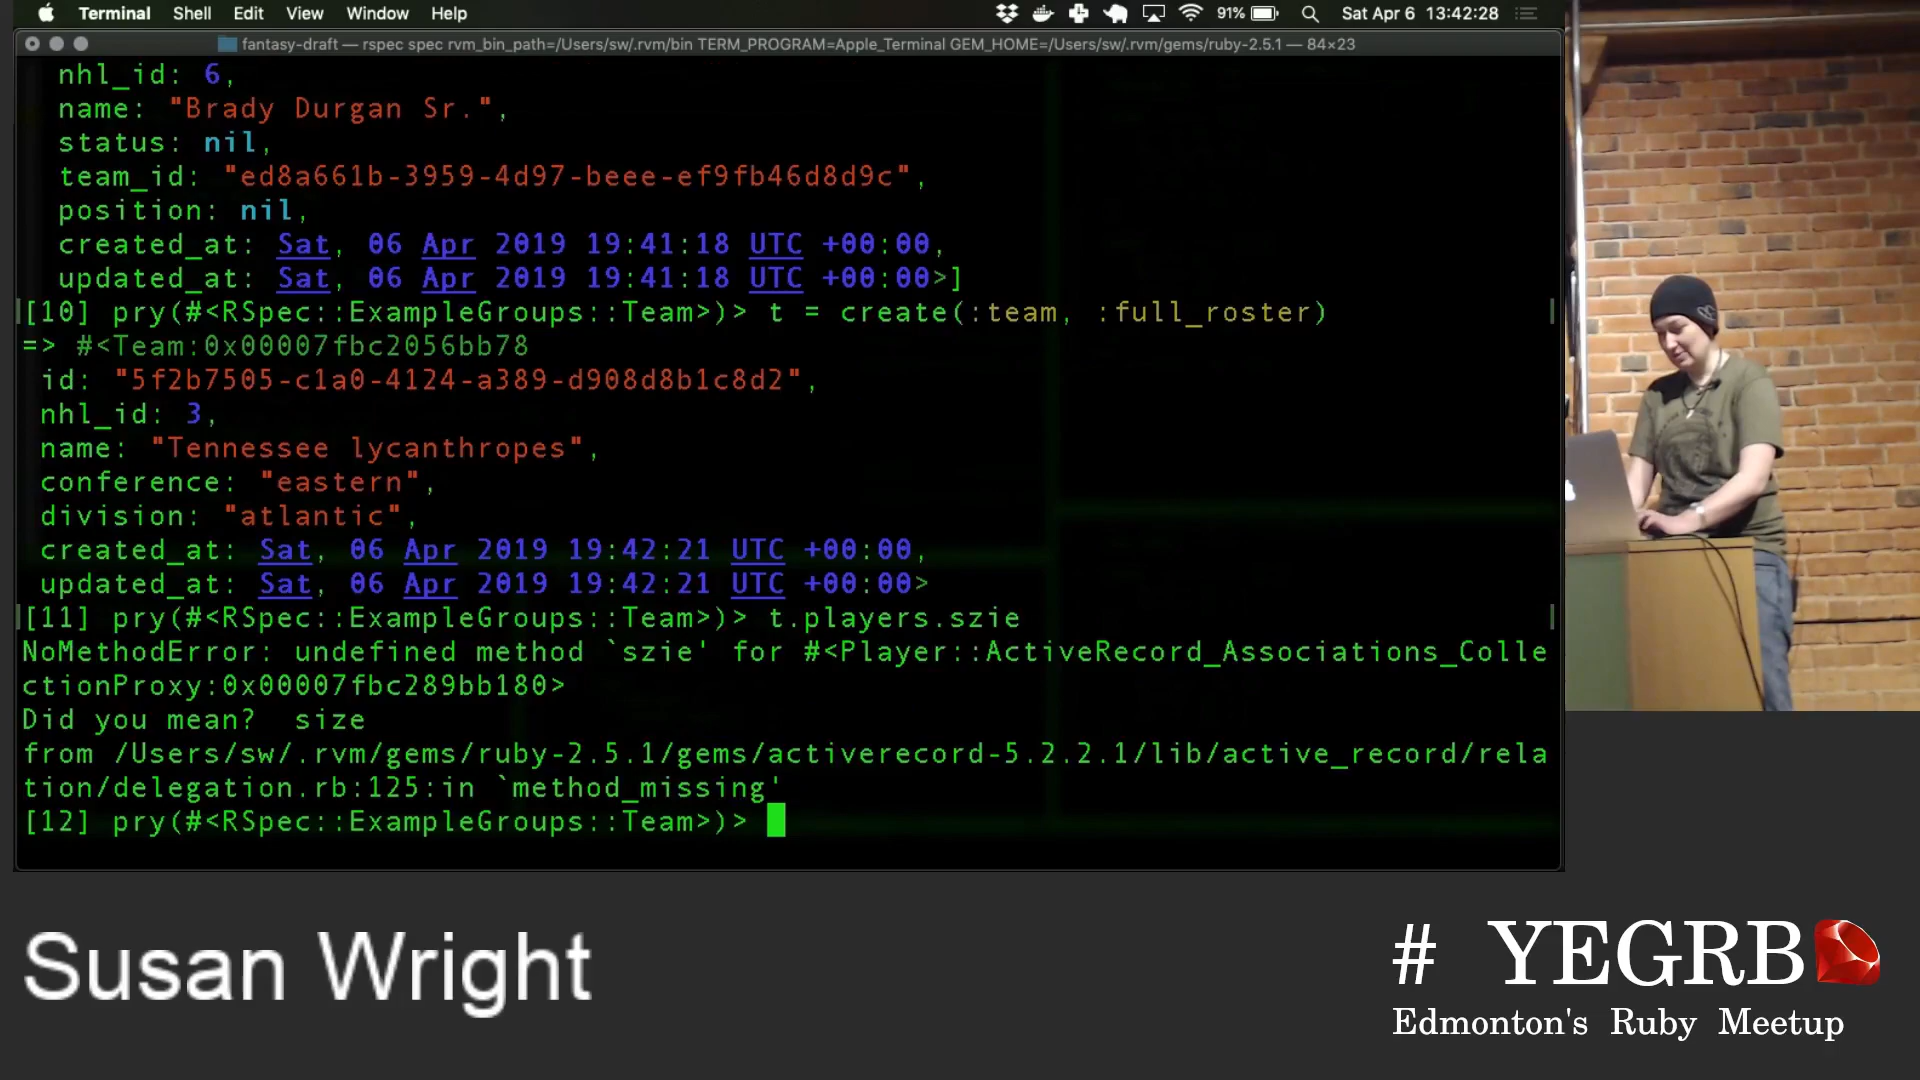 Terminal Shell Edit View Window Help 91% Sat Apr 6 13:42:28
fantasy-draft — rspec spec rvm_bin_path=/Users/sw/.rvm/bin TERM_PROGRAM=Apple_Terminal GEM_HOME=/Users/sw/.rvm/gems/ruby-2.5.1 — 84×23
nhl_id: 6,
name: "Brady Durgan Sr.",
status: nil,
team_id: "ed8a661b-3959-4d97-beee-ef9fb46d8d9c",
position: nil,
created_at: Sat, 06 Apr 2019 19:41:18 UTC +00:00,
updated_at: Sat, 06 Apr 2019 19:41:18 UTC +00:00>]
[10] pry(#<RSpec::ExampleGroups::Team>)> t = create(:team, :full_roster)
=> #<Team:0x00007fbc2056bb78
id: "5f2b7505-c1a0-4124-a389-d908d8b1c8d2",
nhl_id: 3,
name: "Tennessee lycanthropes",
conference: "eastern",
division: "atlantic",
created_at: Sat, 06 Apr 2019 19:42:21 UTC +00:00,
updated_at: Sat, 06 Apr 2019 19:42:21 UTC +00:00>
[11] pry(#<RSpec::ExampleGroups::Team>)> t.players.szie
NoMethodError: undefined method `szie' for #<Player::ActiveRecord_Associations_Colle
ctionProxy:0x00007fbc289bb180>
Did you mean?  size
from /Users/sw/.rvm/gems/ruby-2.5.1/gems/activerecord-5.2.2.1/lib/active_record/rela
tion/delegation.rb:125:in `method_missing'
[12] pry(#<RSpec::ExampleGroups::Team>)>
Susan Wright
# YEGRB
Edmonton's Ruby Meetup